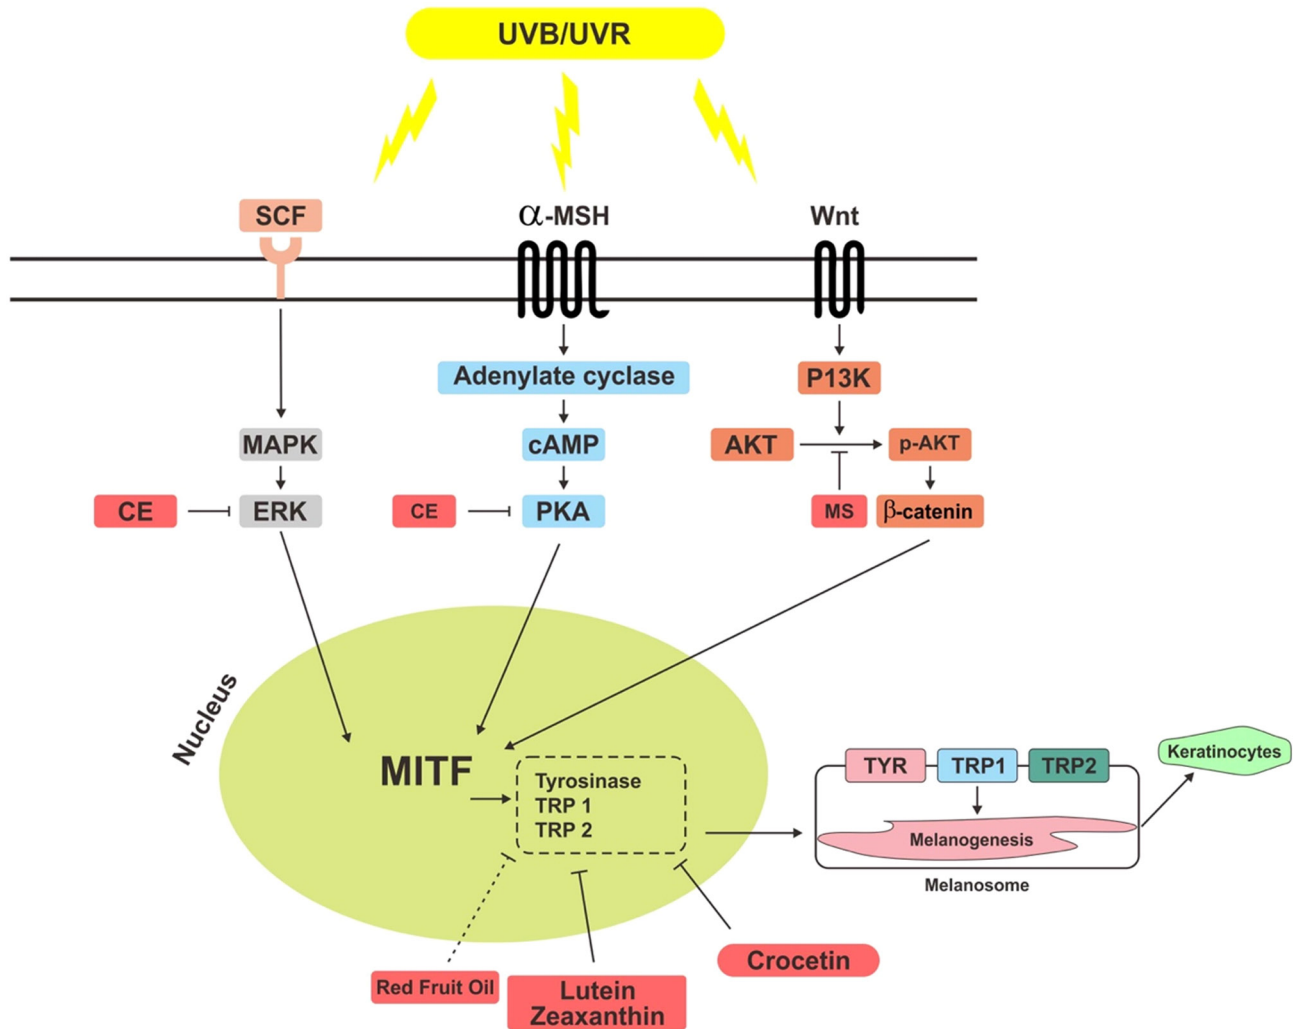 UVB/UVR
SCF
α-MSH
Wnt
Adenylate cyclase
P13K
MAPK
cAMP
AKT
p-AKT
CE
ERK
CE
PKA
MS
β-catenin
Nucleus
MITF
Tyrosinase
TRP 1
TRP 2
TYR
TRP1
TRP2
Keratinocytes
Melanogenesis
Melanosome
Red Fruit Oil
Lutein
Zeaxanthin
Crocetin